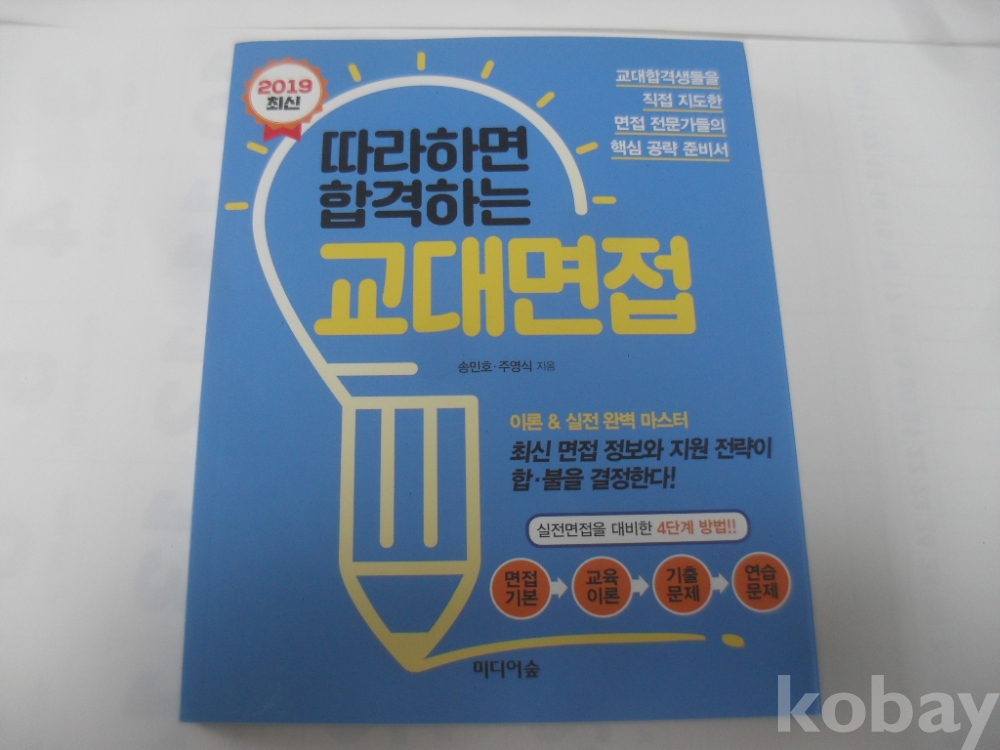 2019
최신
교대합격생들을
직접 지도한
면접 전문가들의
핵심 공략 준비서
따라하면
합격하는
교대면접
송민호·주영식 지음
이론 & 실전 완벽 마스터
최신 면접 정보와 지원 전략이
합·불을 결정한다!
실전면접을 대비한 4단계 방법!!
면접
기본
교육
이론
기출
문제
연습
문제
미디어숲
kobay